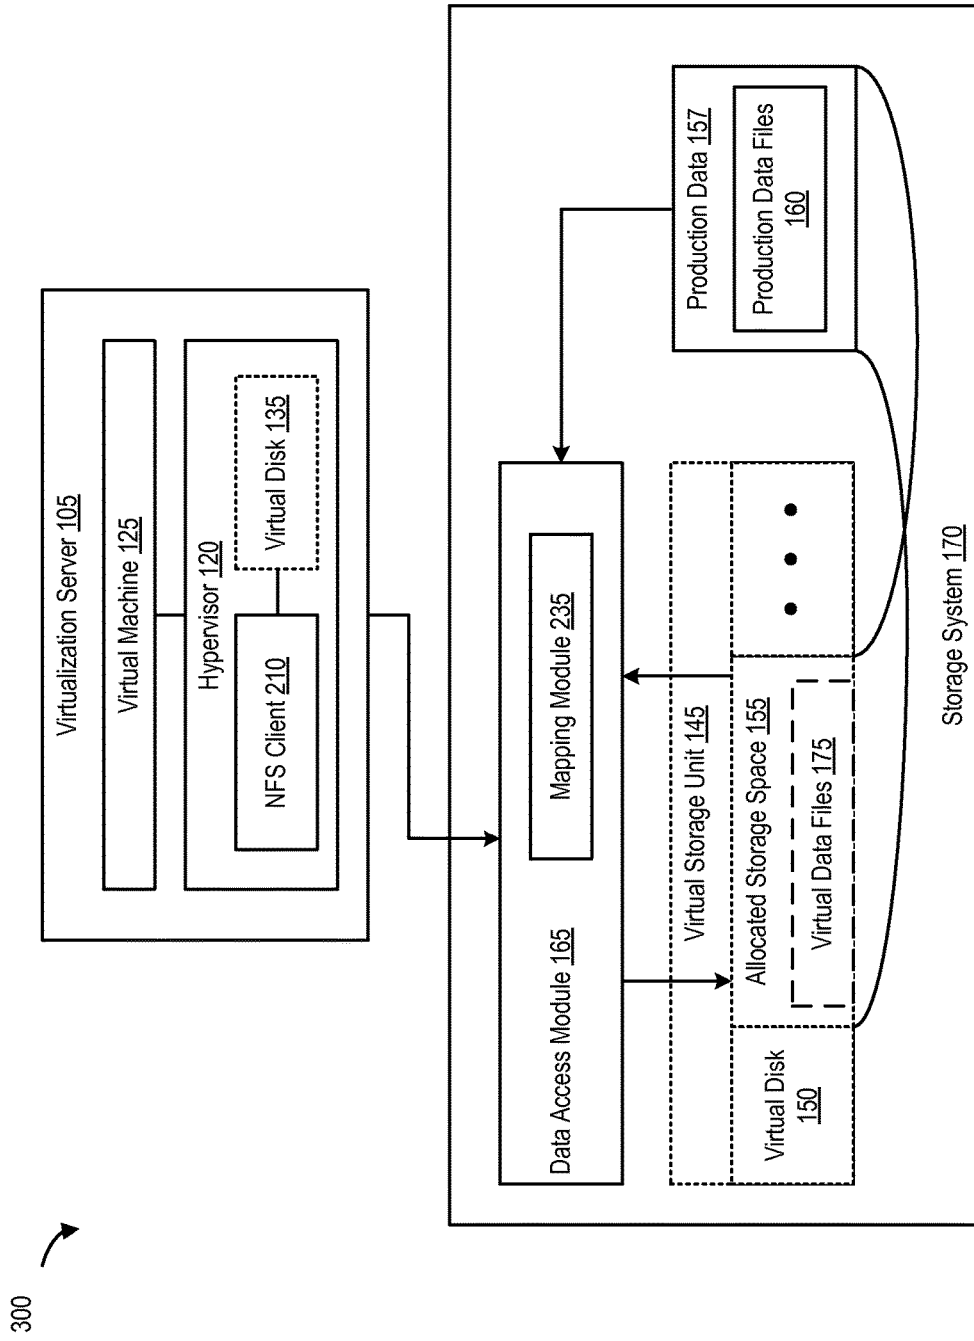 300
Virtualization Server 105
Virtual Machine 125
Hypervisor 120
NFS Client 210
Virtual Disk 135
Data Access Module 165
Mapping Module 235
Virtual Storage Unit 145
Virtual Disk
150
Allocated Storage Space 155
Virtual Data Files 175
Production Data 157
Production Data Files
160
Storage System 170